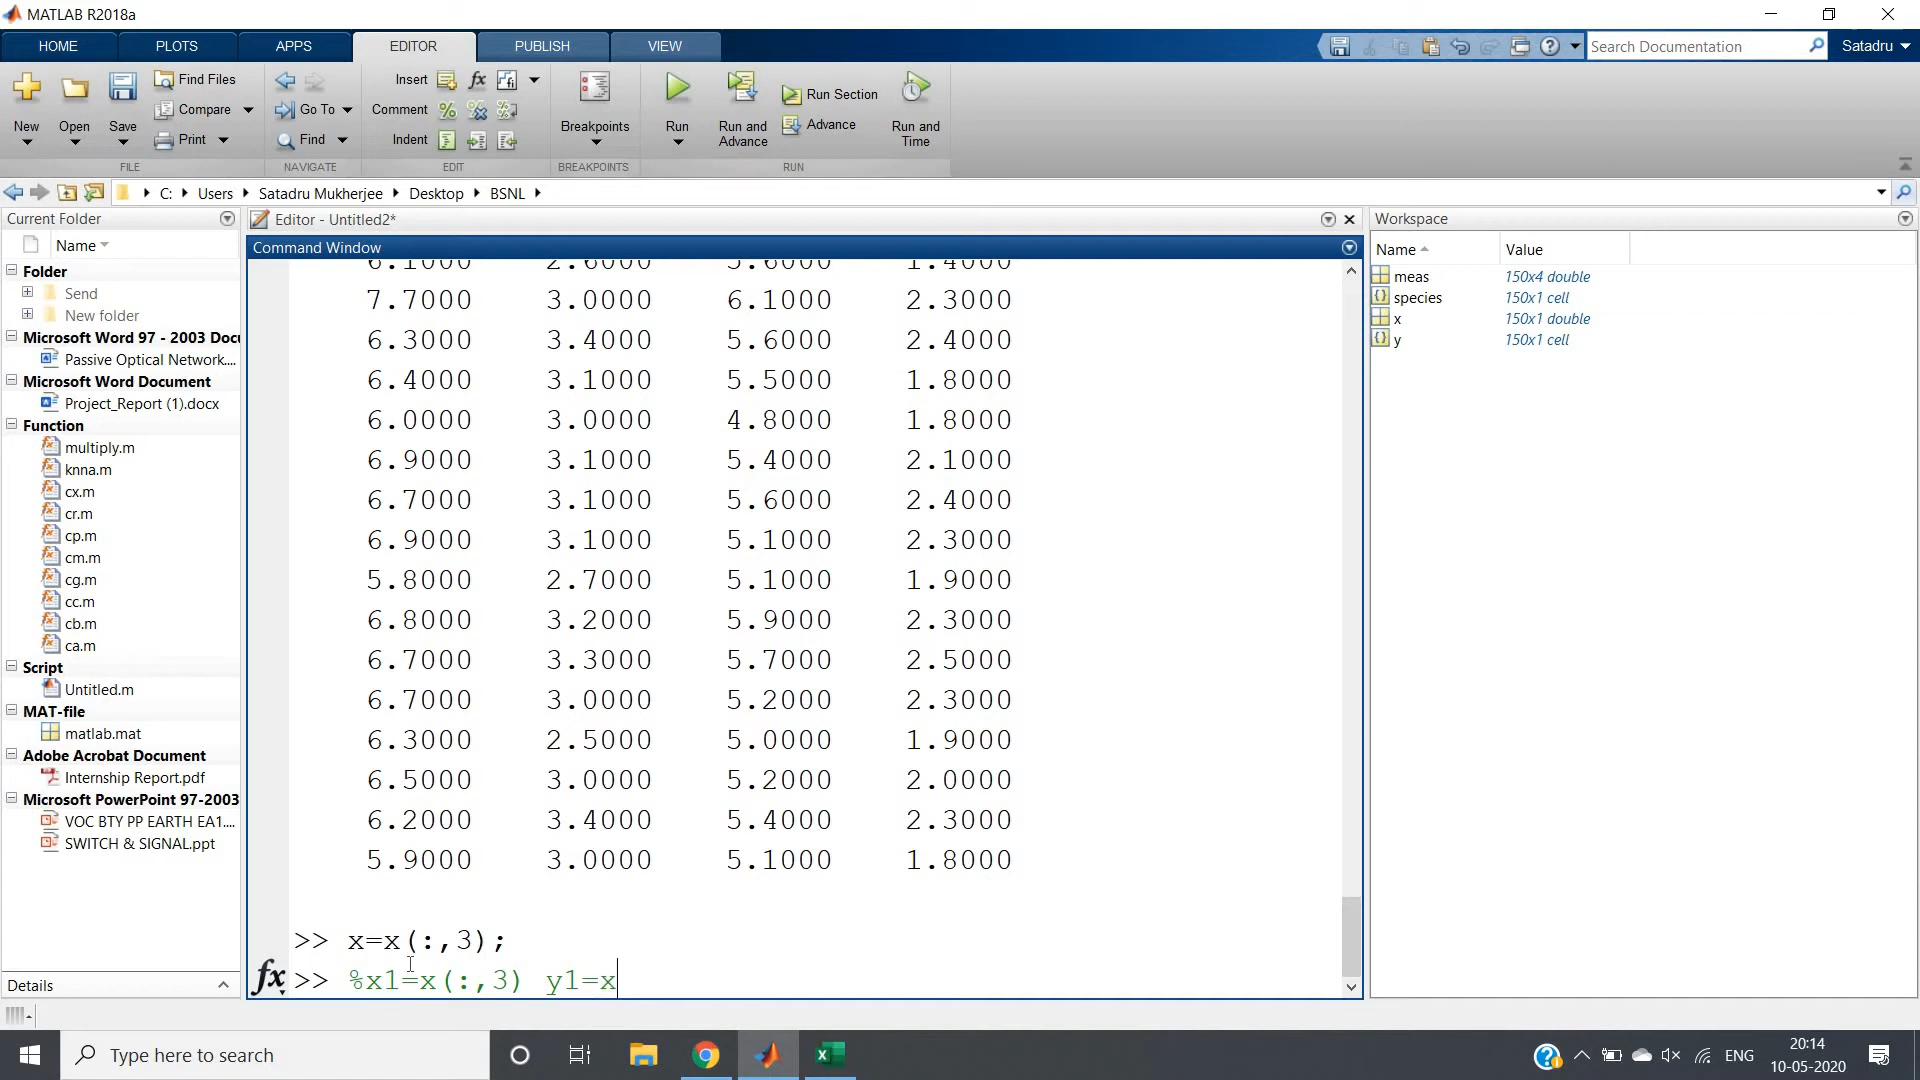 MATLAB R2018a
HOME PLOTS APPS EDITOR PUBLISH VIEW
Search Documentation
Satadru
New
Open
Save
Find Files
Compare
Print
FILE
Go To
Find
NAVIGATE
Insert
Comment
Indent
EDIT
Breakpoints
BREAKPOINTS
Run
Run and Advance
Run Section
Advance
Run and Time
RUN
C: Users Satadru Mukherjee Desktop BSNL
Current Folder
Name
Folder
Send
New folder
Microsoft Word 97 - 2003 Docu
Passive Optical Network....
Microsoft Word Document
Project_Report (1).docx
Function
multiply.m
knna.m
cx.m
cr.m
cp.m
cm.m
cg.m
cc.m
cb.m
ca.m
Script
Untitled.m
MAT-file
matlab.mat
Adobe Acrobat Document
Internship Report.pdf
Microsoft PowerPoint 97-2003
VOC BTY PP EARTH EA1....
SWITCH & SIGNAL.ppt
Details
Editor - Untitled2*
Command Window
6.1000 2.6000 5.6000 1.4000
7.7000 3.0000 6.1000 2.3000
6.3000 3.4000 5.6000 2.4000
6.4000 3.1000 5.5000 1.8000
6.0000 3.0000 4.8000 1.8000
6.9000 3.1000 5.4000 2.1000
6.7000 3.1000 5.6000 2.4000
6.9000 3.1000 5.1000 2.3000
5.8000 2.7000 5.1000 1.9000
6.8000 3.2000 5.9000 2.3000
6.7000 3.3000 5.7000 2.5000
6.7000 3.0000 5.2000 2.3000
6.3000 2.5000 5.0000 1.9000
6.5000 3.0000 5.2000 2.0000
6.2000 3.4000 5.4000 2.3000
5.9000 3.0000 5.1000 1.8000
>> x=x(:,3);
fx >> %x1=x(:,3) y1=x
Workspace
Name Value
meas 150x4 double
species 150x1 cell
x 150x1 double
y 150x1 cell
Type here to search
ENG
20:14
10-05-2020